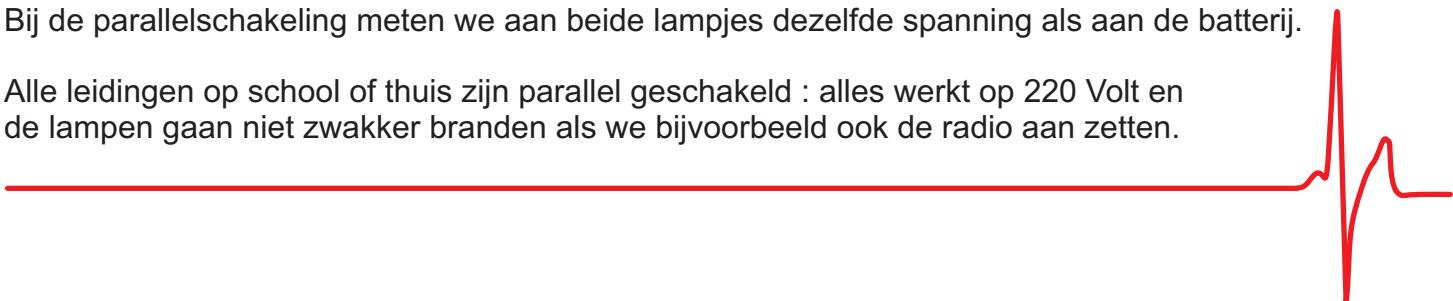 Bij de parallelschakeling meten we aan beide lampjes dezelfde spanning als aan de batterij.
Alle leidingen op school of thuis zijn parallel geschakeld : alles werkt op 220 Volt en
de lampen gaan niet zwakker branden als we bijvoorbeeld ook de radio aan zetten.